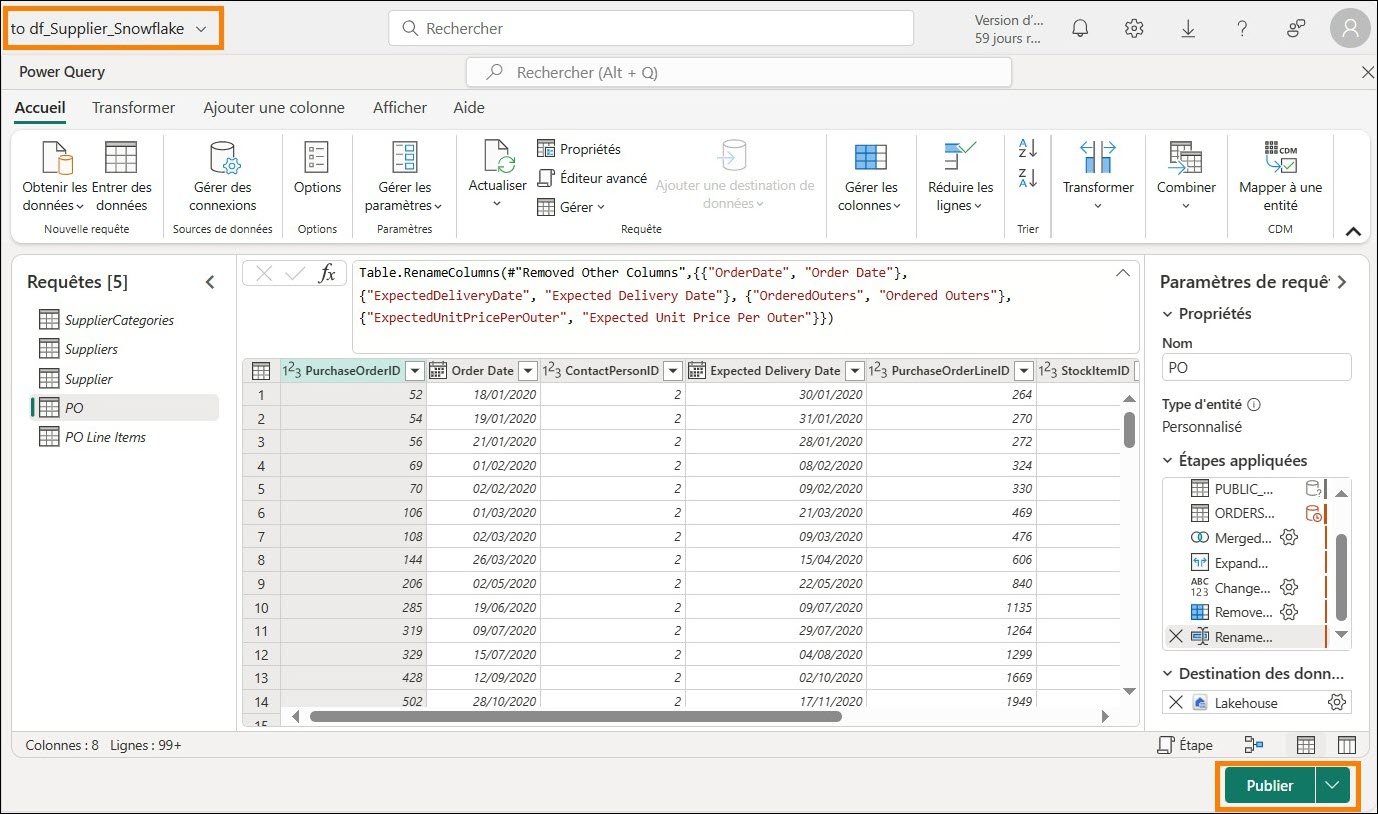 to df_Supplier_Snowflake
Rechercher
Version d'...
59 jours r...
Power Query
Rechercher (Alt + Q)
Accueil Transformer Ajouter une colonne Afficher Aide
Obtenir les données
Entrer des données
Nouvelle requête
Gérer des connexions
Sources de données
Options
Options
Gérer les paramètres
Paramètres
Actualiser
Propriétés
Éditeur avancé
Gérer
Ajouter une destination de données
Requête
Gérer les colonnes
Réduire les lignes
Trier
Transformer
Combiner
Mapper à une entité
CDM
CDM
Requêtes [5]
SupplierCategories
Suppliers
Supplier
PO
PO Line Items
fx
Table.RenameColumns(#"Removed Other Columns",{{"OrderDate", "Order Date"},
{"ExpectedDeliveryDate", "Expected Delivery Date"}, {"OrderedOuters", "Ordered Outers"},
{"ExpectedUnitPricePerOuter", "Expected Unit Price Per Outer"}})
PurchaseOrderID Order Date ContactPersonID Expected Delivery Date PurchaseOrderLineID StockItemID
1 52 18/01/2020 2 30/01/2020 264
2 54 19/01/2020 2 31/01/2020 270
3 56 21/01/2020 2 28/01/2020 272
4 69 01/02/2020 2 08/02/2020 324
5 70 02/02/2020 2 09/02/2020 330
6 106 01/03/2020 2 21/03/2020 469
7 108 02/03/2020 2 09/03/2020 476
8 144 26/03/2020 2 15/04/2020 606
9 206 02/05/2020 2 22/05/2020 840
10 285 19/06/2020 2 09/07/2020 1135
11 319 09/07/2020 2 29/07/2020 1264
12 329 15/07/2020 2 04/08/2020 1299
13 428 12/09/2020 2 02/10/2020 1669
14 502 28/10/2020 2 17/11/2020 1949
15
Paramètres de requê
Propriétés
Nom
PO
Type d'entité
Personnalisé
Étapes appliquées
PUBLIC_...
ORDERS...
Merged...
Expand...
Change...
Remove...
Rename...
Destination des donn...
Lakehouse
Colonnes : 8 Lignes : 99+
Étape
Publier